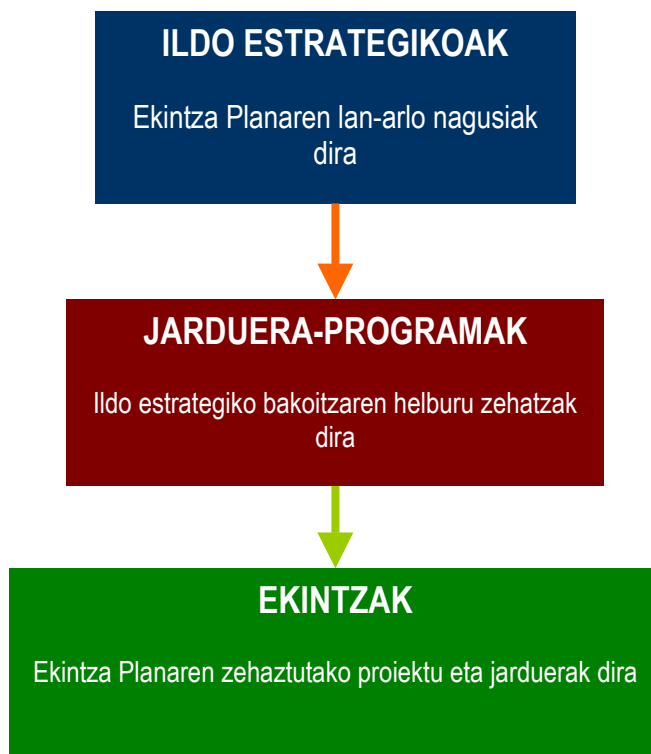 ILDO ESTRATEGIKOAK
Ekintza Planaren lan-arlo nagusiak
dira
JARDUERA-PROGRAMAK
Ildo estrategiko bakoitzaren helburu zehatzak
dira
EKINTZAK
Ekintza Planaren zehaztutako proiektu eta jarduerak dira